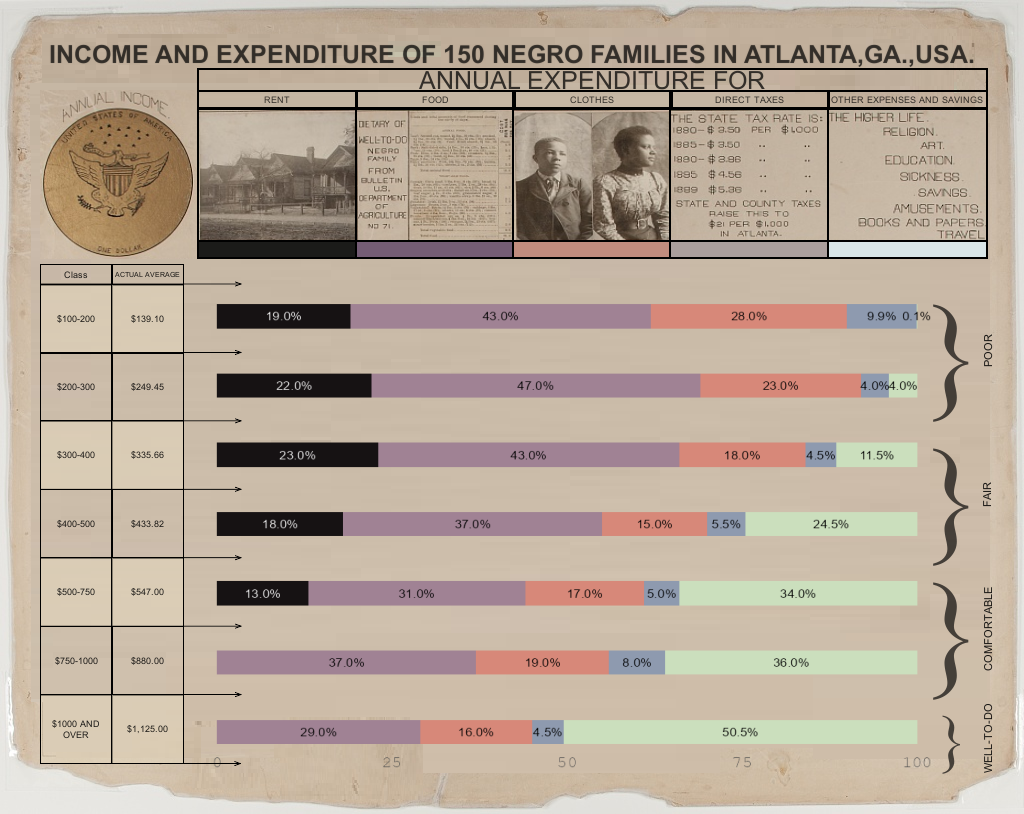 INCOME AND EXPENDITURE OF 150 NEGRO FAMILIES IN ATLANTA,GA.,USA.
ANNUAL EXPENDITURE FOR
ANNUAL INCOME
UNITED STATES OF AMERICA
ONE DOLLAR
RENT
FOOD
CLOTHES
DIRECT TAXES
OTHER EXPENSES AND SAVINGS
DIETARY OF
WELL-TO-DO
NEGRO
FAMILY
FROM
BULLETIN
U.S.
DEPARTMENT
OF
AGRICULTURE
NO 71.
THE STATE TAX RATE IS:
1880-$ 3.50 PER $1,000
1885-$ 3.50 " "
1890-$ 3.96 " "
1895 $ 4.56 " "
1899 $ 5.36 " "
STATE AND COUNTY TAXES
RAISE THIS TO
$21 PER $1.000
IN ATLANTA.
THE HIGHER LIFE.
RELIGION.
ART.
EDUCATION.
SICKNESS.
SAVINGS.
AMUSEMENTS.
BOOKS AND PAPERS
TRAVEL
Class ACTUAL AVERAGE
$100-200 $139.10 19.0% 43.0% 28.0% 9.9% 0.1%
POOR
$200-300 $249.45 22.0% 47.0% 23.0% 4.0% 4.0%
$300-400 $335.66 23.0% 43.0% 18.0% 4.5% 11.5%
FAIR
$400-500 $433.82 18.0% 37.0% 15.0% 5.5% 24.5%
$500-750 $547.00 13.0% 31.0% 17.0% 5.0% 34.0%
COMFORTABLE
$750-1000 $880.00 37.0% 19.0% 8.0% 36.0%
$1000 AND
OVER
$1,125.00 29.0% 16.0% 4.5% 50.5%
WELL-TO-DO
0 25 50 75 100